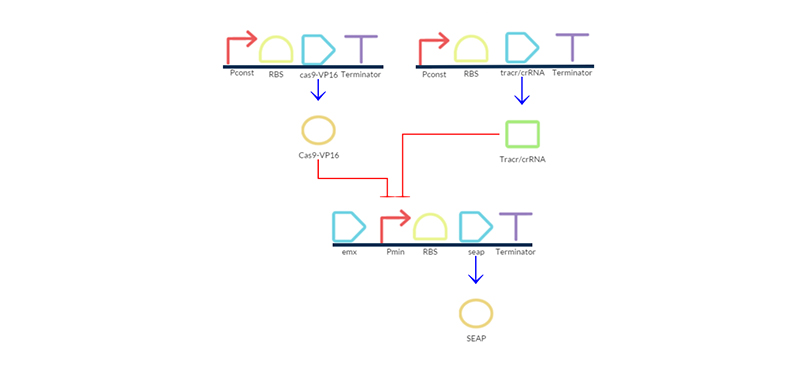 Pconst RBS cas9-VP16 Terminator
Pconst RBS tracr/crRNA Terminator
Cas9-VP16
Tracr/crRNA
emx Pmin RBS seap Terminator
SEAP